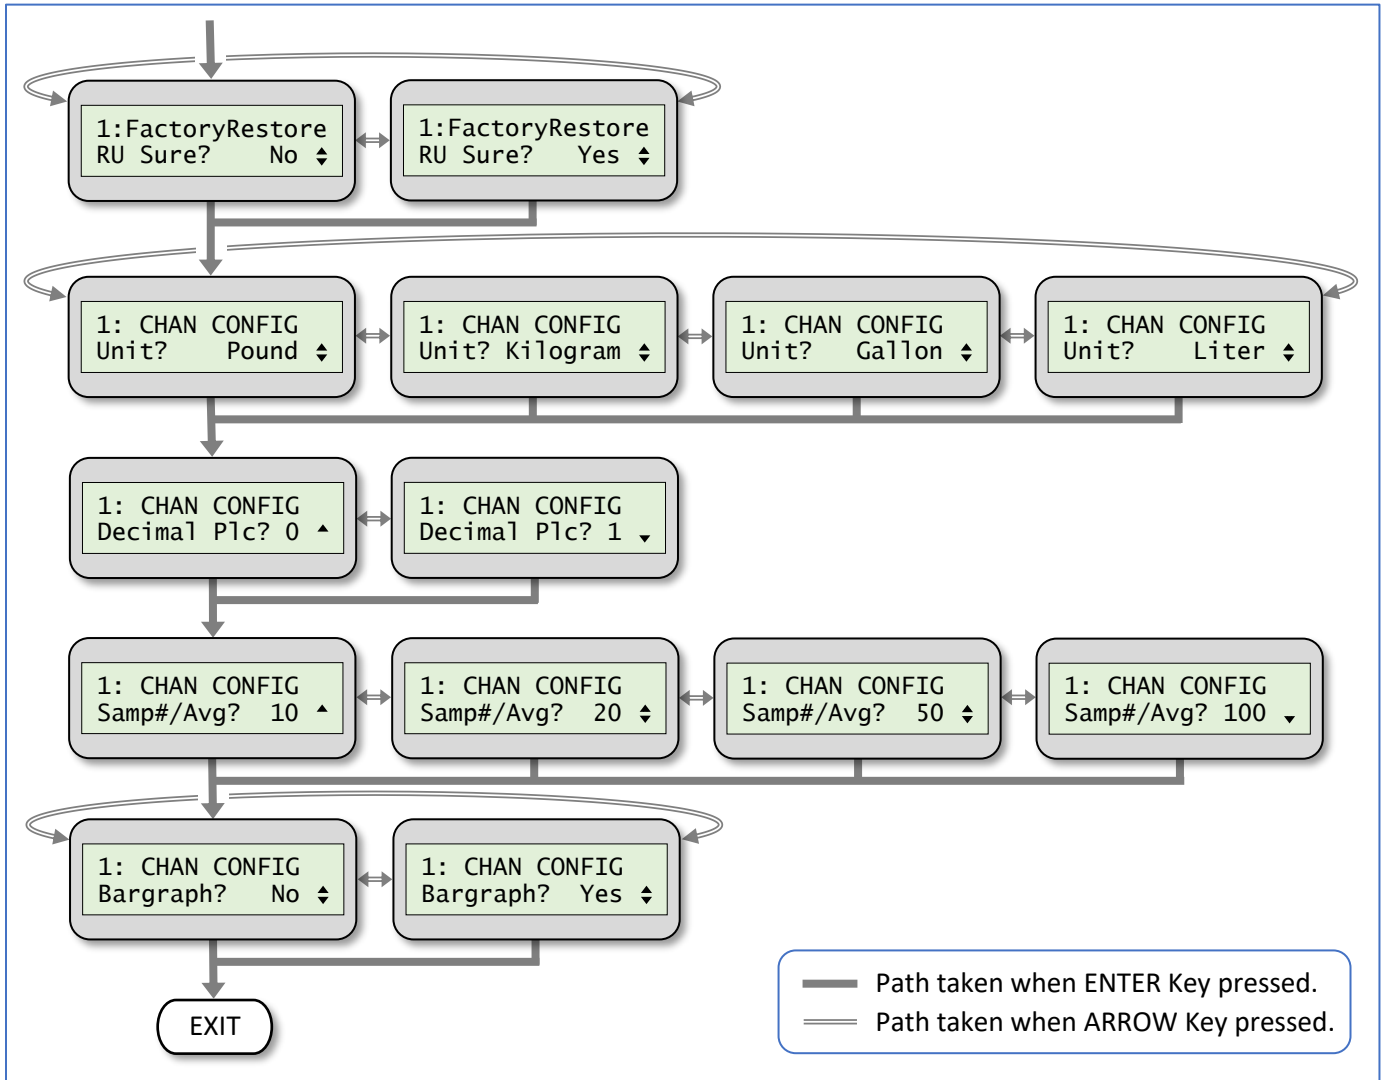 1:FactoryRestore
RU Sure? No
1:FactoryRestore
RU Sure? Yes
1: CHAN CONFIG
Unit? Pound
1: CHAN CONFIG
Unit? Kilogram
1: CHAN CONFIG
Unit? Gallon
1: CHAN CONFIG
Unit? Liter
1: CHAN CONFIG
Decimal Plc? 0
1: CHAN CONFIG
Decimal Plc? 1
1: CHAN CONFIG
Samp#/Avg? 10
1: CHAN CONFIG
Samp#/Avg? 20
1: CHAN CONFIG
Samp#/Avg? 50
1: CHAN CONFIG
Samp#/Avg? 100
1: CHAN CONFIG
Bargraph? No
1: CHAN CONFIG
Bargraph? Yes
EXIT
Path taken when ENTER Key pressed.
Path taken when ARROW Key pressed.